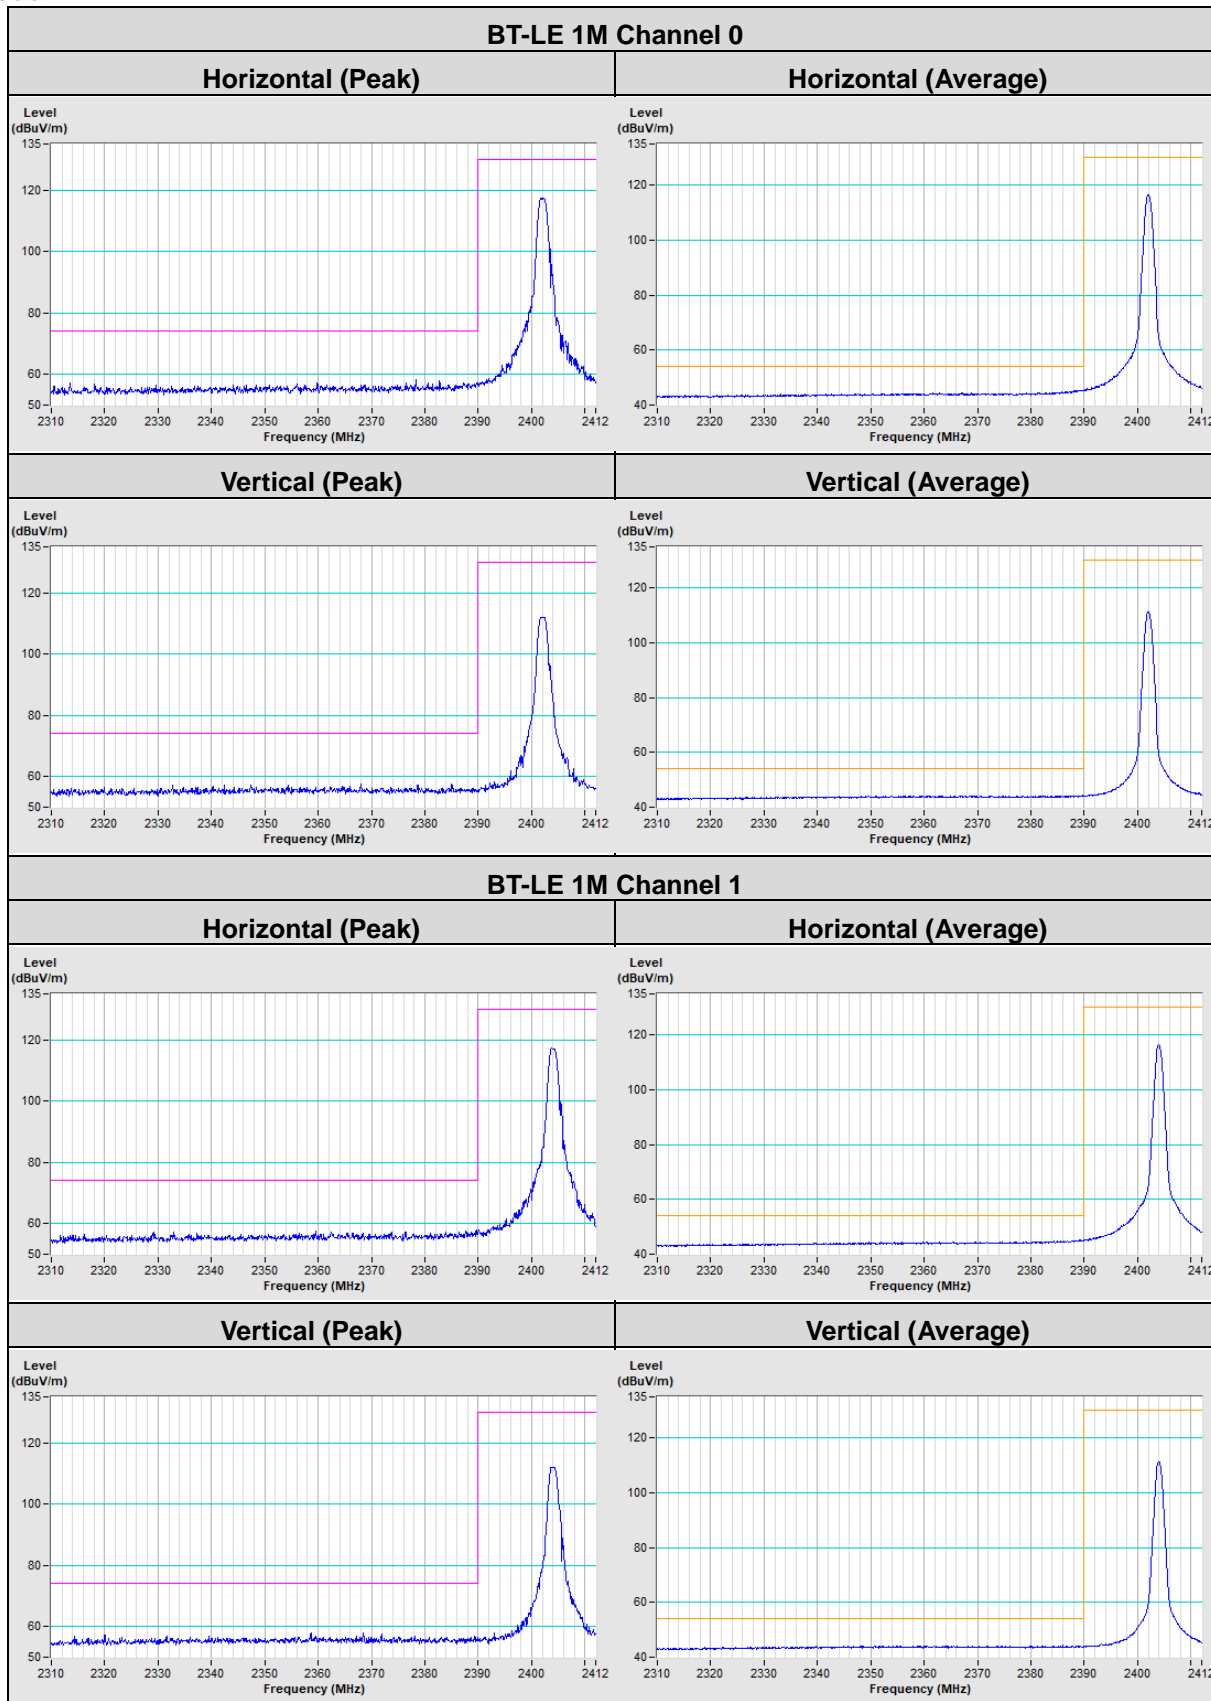 BT-LE 1M Channel 0
Horizontal (Peak) Horizontal (Average)
Level
(dBuV/m)
135
120
100
80
60
50
2310 2320 2330 2340 2350 2360 2370 2380 2390 2400 2412
Frequency (MHz)
Level
(dBuV/m)
135
120
100
80
60
40
2310 2320 2330 2340 2350 2360 2370 2380 2390 2400 2412
Frequency (MHz)
Vertical (Peak) Vertical (Average)
Level
(dBuV/m)
135
120
100
80
60
50
2310 2320 2330 2340 2350 2360 2370 2380 2390 2400 2412
Frequency (MHz)
Level
(dBuV/m)
135
120
100
80
60
40
2310 2320 2330 2340 2350 2360 2370 2380 2390 2400 2412
Frequency (MHz)
BT-LE 1M Channel 1
Horizontal (Peak) Horizontal (Average)
Level
(dBuV/m)
135
120
100
80
60
50
2310 2320 2330 2340 2350 2360 2370 2380 2390 2400 2412
Frequency (MHz)
Level
(dBuV/m)
135
120
100
80
60
40
2310 2320 2330 2340 2350 2360 2370 2380 2390 2400 2412
Frequency (MHz)
Vertical (Peak) Vertical (Average)
Level
(dBuV/m)
135
120
100
80
60
50
2310 2320 2330 2340 2350 2360 2370 2380 2390 2400 2412
Frequency (MHz)
Level
(dBuV/m)
135
120
100
80
60
40
2310 2320 2330 2340 2350 2360 2370 2380 2390 2400 2412
Frequency (MHz)